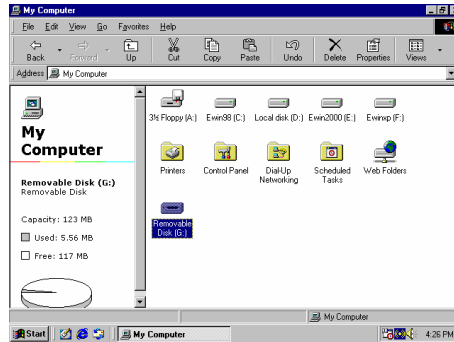 My Computer
File Edit View Go Favorites Help
Back Forward Up Cut Copy Paste Undo Delete Properties Views
Address My Computer
My
Computer
Removable Disk (G:)
Removable Disk
Capacity: 123 MB
Used: 5.56 MB
Free: 117 MB
3½ Floppy (A:) Ewin98 (C:) Local disk (D:) Ewin2000 (E:) Ewinxp (F:)
Printers Control Panel Dial-Up Networking Scheduled Tasks Web Folders
Removable
Disk (G:)
My Computer
Start My Computer 4:26 PM